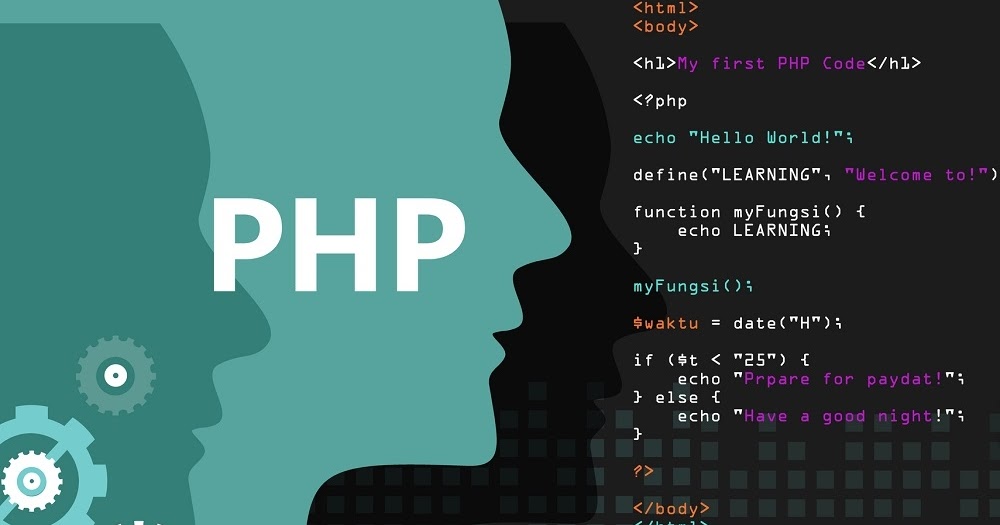 PHP
<html>
<body>
<h1>My first PHP Code</h1>
<?php
echo "Hello World!";
define("LEARNING", "Welcome to!")
function myFungsi() {
echo LEARNING;
}
myFungsi();
$waktu = date("H");
if ($t < "25") {
echo "Prpare for paydat!";
} else {
echo "Have a good night!";
}
?>
</body>
</html>